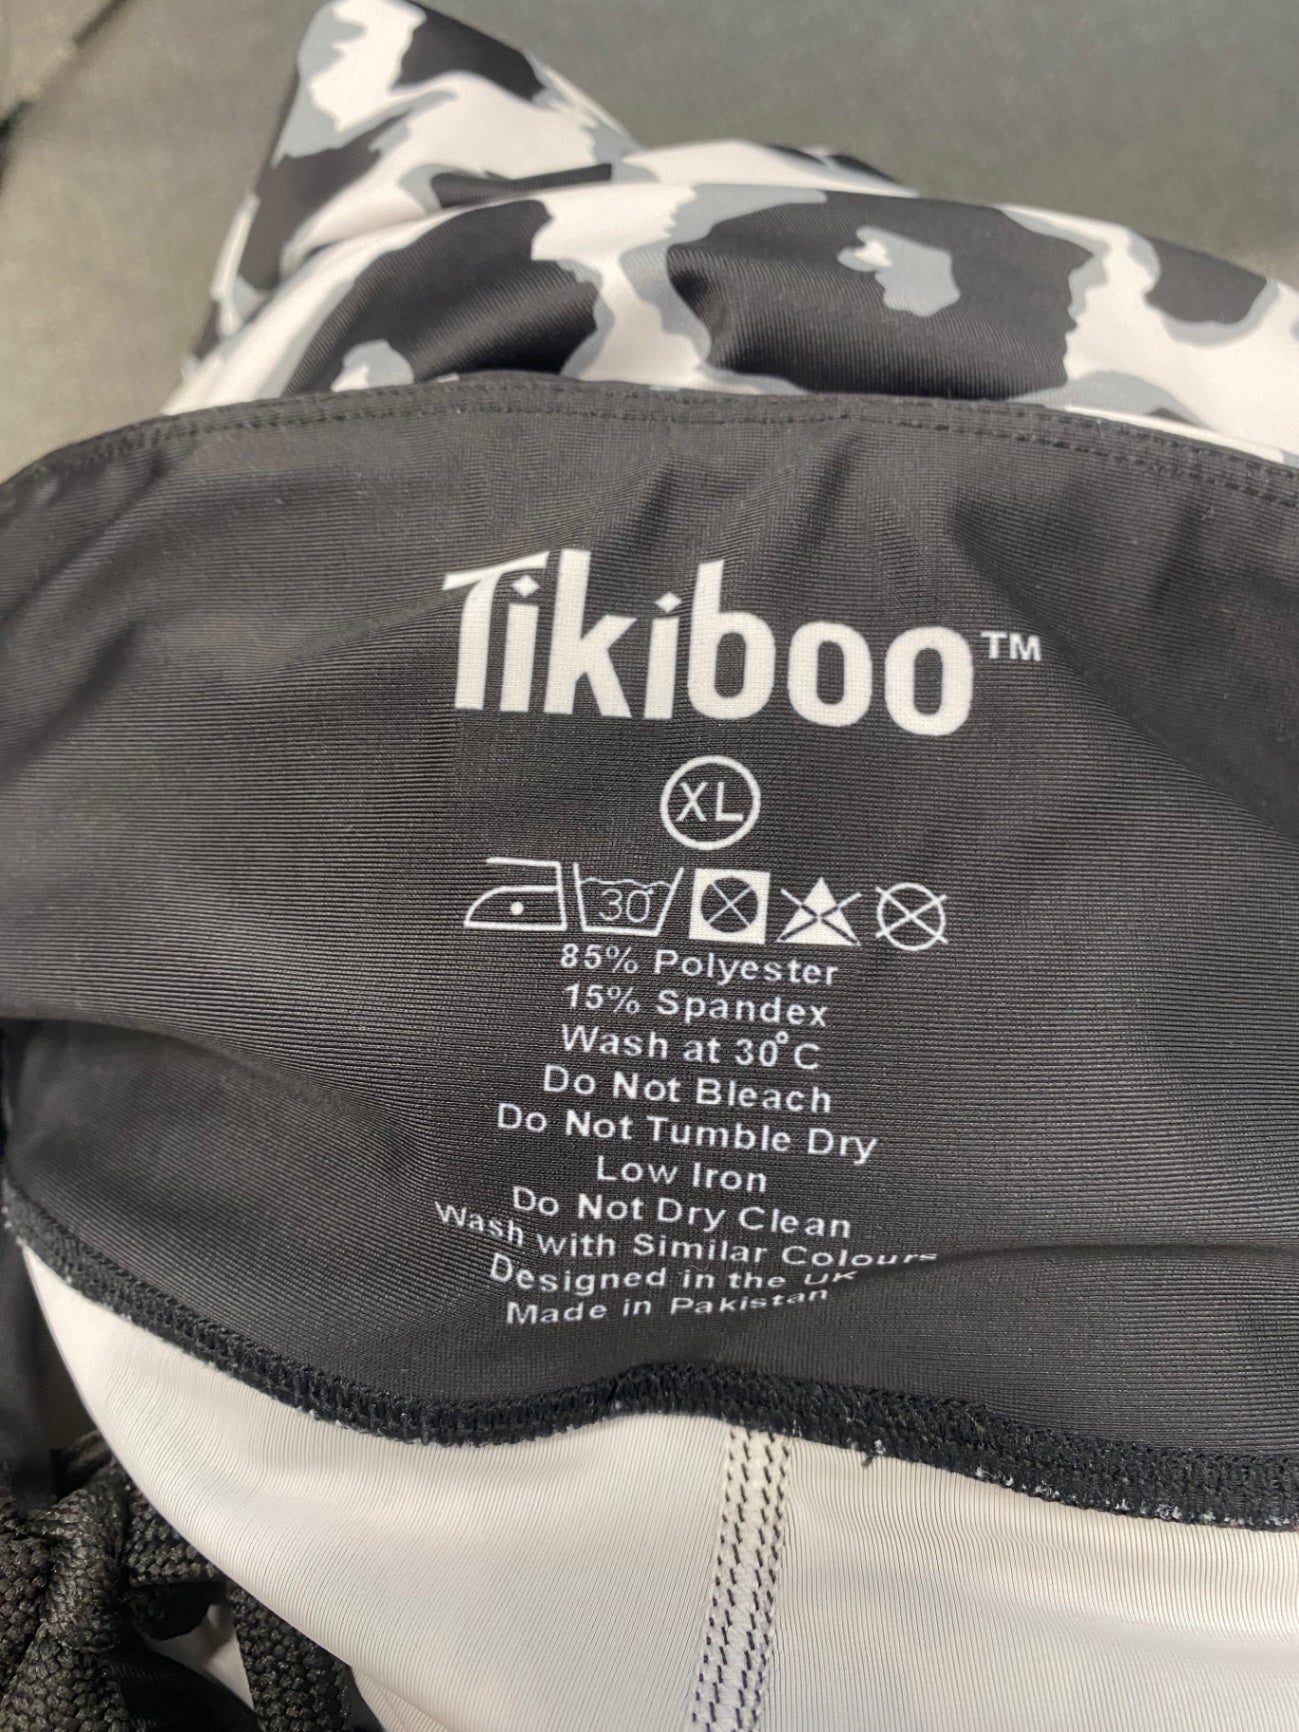 Tikiboo™
XL
30
85% Polyester
15% Spandex
Wash at 30°C
Do Not Bleach
Do Not Tumble Dry
Low Iron
Do Not Dry Clean
Wash with Similar Colours
Designed in the UK
Made in Pakistan